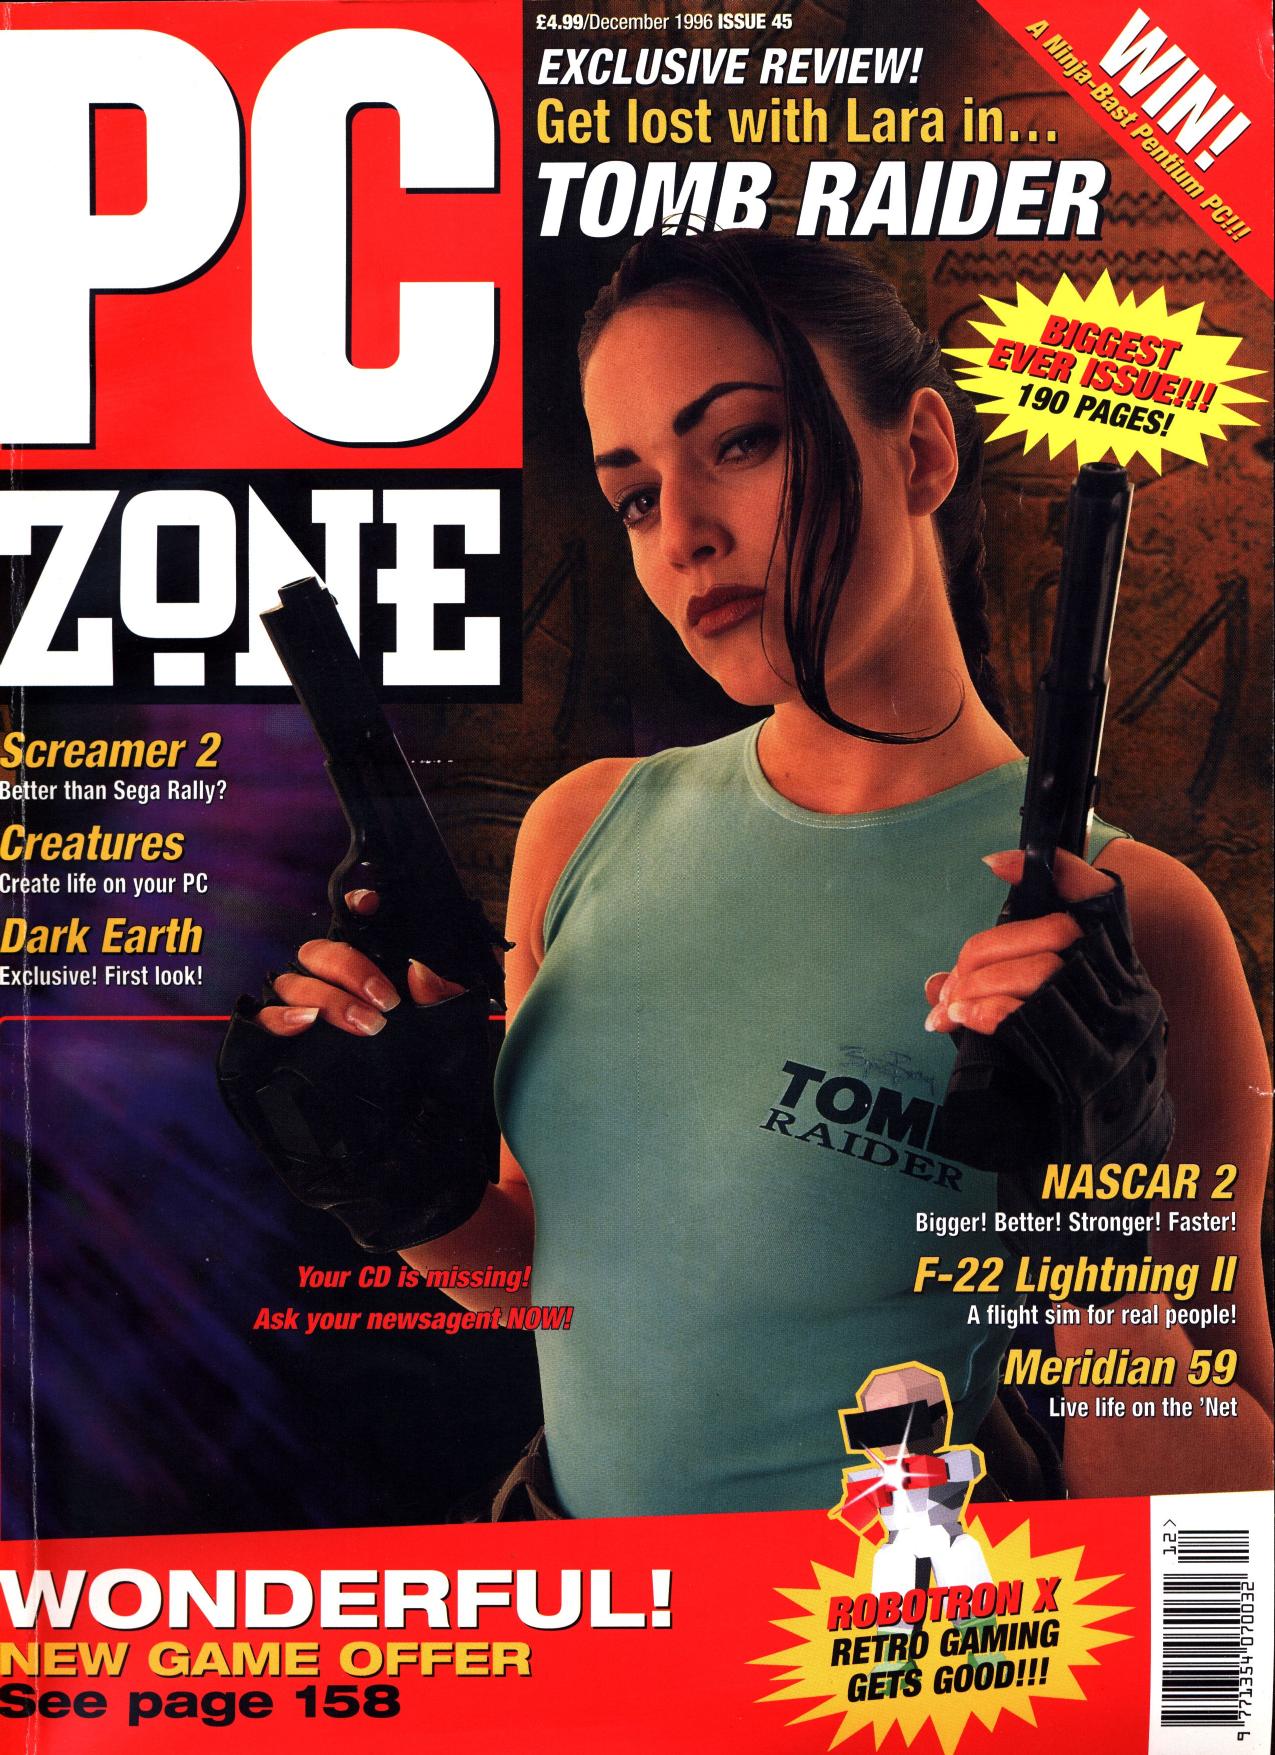 £4.99/December 1996 ISSUE 45
EXCLUSIVE REVIEW!
Get lost with Lara in...
TOMB RAIDER
WIN!
A Ninja-Bast Pentium PC!!!
PC
ZONE
BIGGEST
EVER ISSUE!!!
190 PAGES!
Screamer 2
Better than Sega Rally?
Creatures
Create life on your PC
Dark Earth
Exclusive! First look!
TOMB
RAIDER
Your CD is missing!
Ask your newsagent NOW!
NASCAR 2
Bigger! Better! Stronger! Faster!
F-22 Lightning II
A flight sim for real people!
Meridian 59
Live life on the 'Net
WONDERFUL!
NEW GAME OFFER
See page 158
ROBOTRON X
RETRO GAMING
GETS GOOD!!!
12>
9 771354 070032